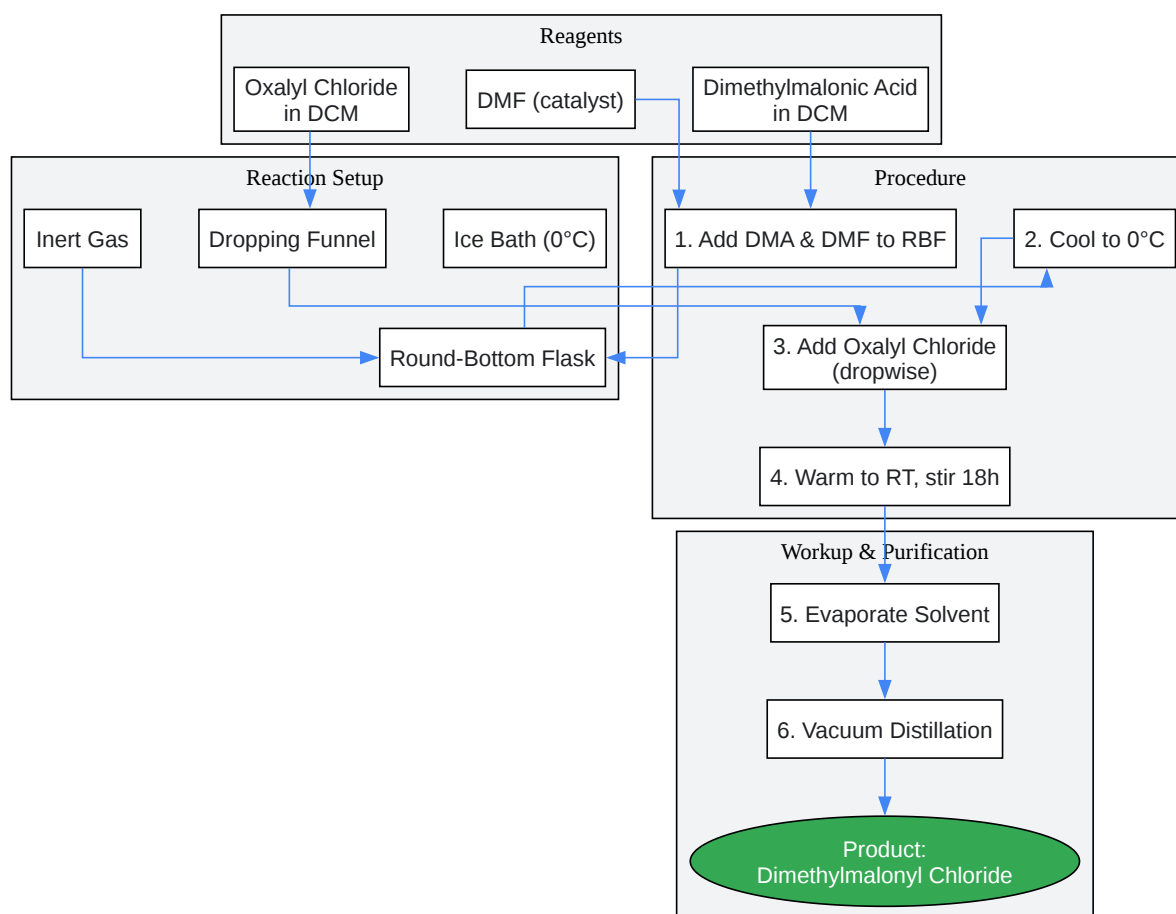 Reagents
Oxalyl Chloride
in DCM
DMF (catalyst)
Dimethylmalonic Acid
in DCM
Reaction Setup
Inert Gas
Dropping Funnel
Ice Bath (0°C)
Round-Bottom Flask
Procedure
1. Add DMA & DMF to RBF
2. Cool to 0°C
3. Add Oxalyl Chloride
(dropwise)
4. Warm to RT, stir 18h
Workup & Purification
5. Evaporate Solvent
6. Vacuum Distillation
Product:
Dimethylmalonyl Chloride